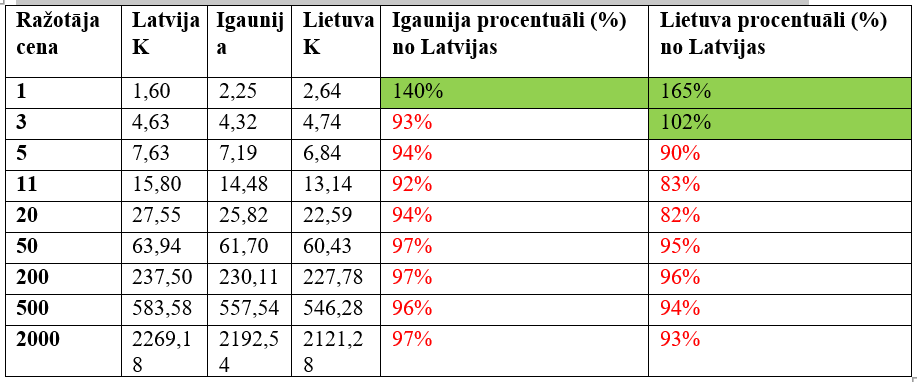 Ražotāja cena Latvija K Igaunija Lietuva K Igaunija procentuāli (%) no Latvijas Lietuva procentuāli (%) no Latvijas
1 1,60 2,25 2,64 140% 165%
3 4,63 4,32 4,74 93% 102%
5 7,63 7,19 6,84 94% 90%
11 15,80 14,48 13,14 92% 83%
20 27,55 25,82 22,59 94% 82%
50 63,94 61,70 60,43 97% 95%
200 237,50 230,11 227,78 97% 96%
500 583,58 557,54 546,28 96% 94%
2000 2269,18 2192,54 2121,28 97% 93%